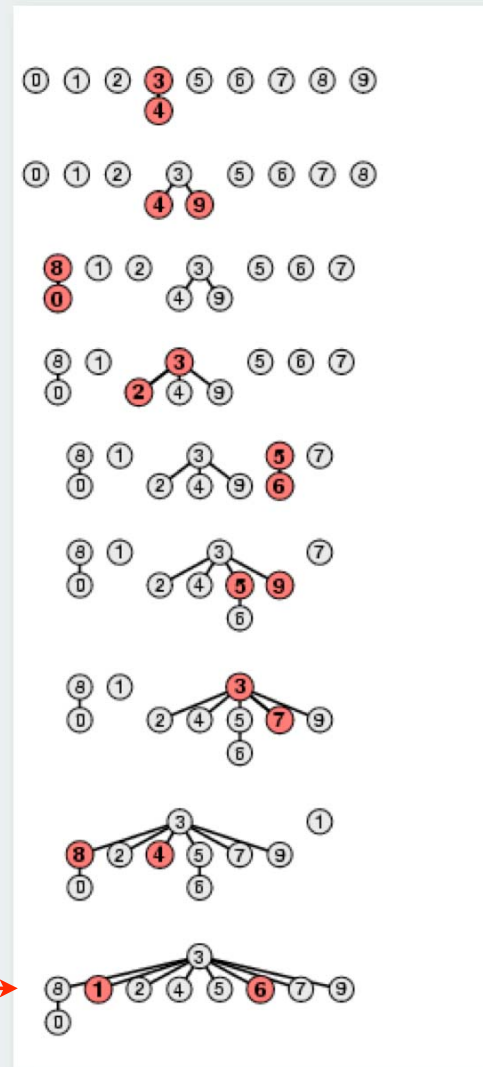 0 1 2 3 5 6 7 8 9
4
0 1 2 3 5 6 7 8
4 9
8 1 2 3 5 6 7
0 4 9
8 1 3 5 6 7
0 2 4 9
8 1 3 5 7
0 2 4 9 6
8 1 3 7
0 2 4 5 9
6
8 1 3
0 2 4 5 7 9
6
3 1
8 2 4 5 7 9
0 6
3
8 1 2 4 5 6 7 9
0